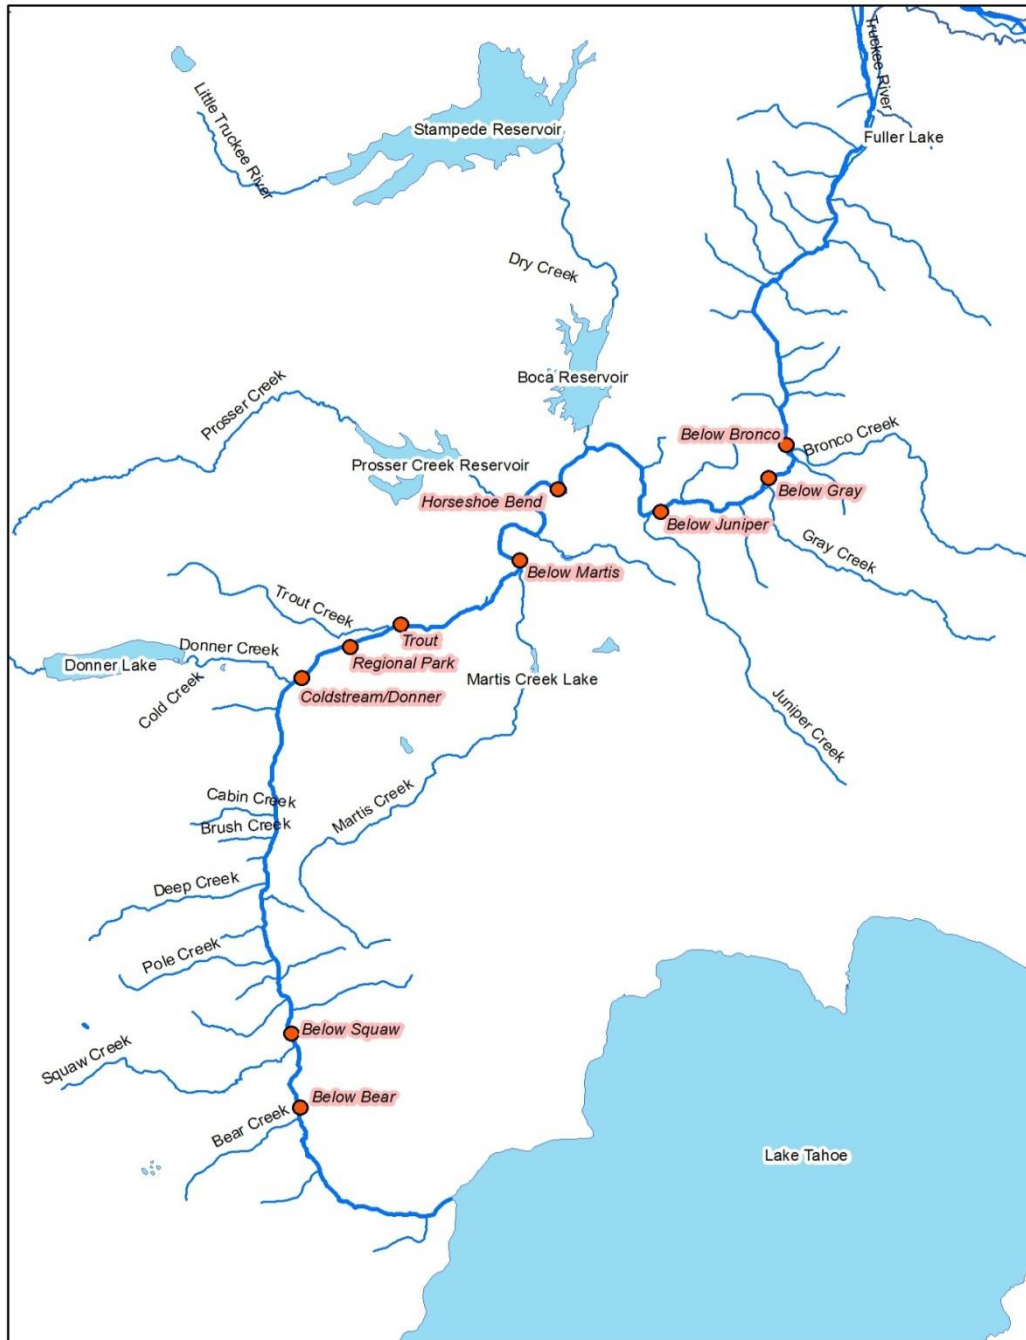 Truckee River
Little Truckee River
Stampede Reservoir
Fuller Lake
Dry Creek
Boca Reservoir
Prosser Creek
Below Bronco
Bronco Creek
Prosser Creek Reservoir
Horseshoe Bend
Below Gray
Below Juniper
Gray Creek
Below Martis
Trout Creek
Trout
Donner Creek
Donner Lake
Regional Park
Martis Creek Lake
Coldstream/Donner
Cold Creek
Juniper Creek
Cabin Creek
Martis Creek
Brush Creek
Deep Creek
Pole Creek
Below Squaw
Squaw Creek
Below Bear
Bear Creek
Lake Tahoe